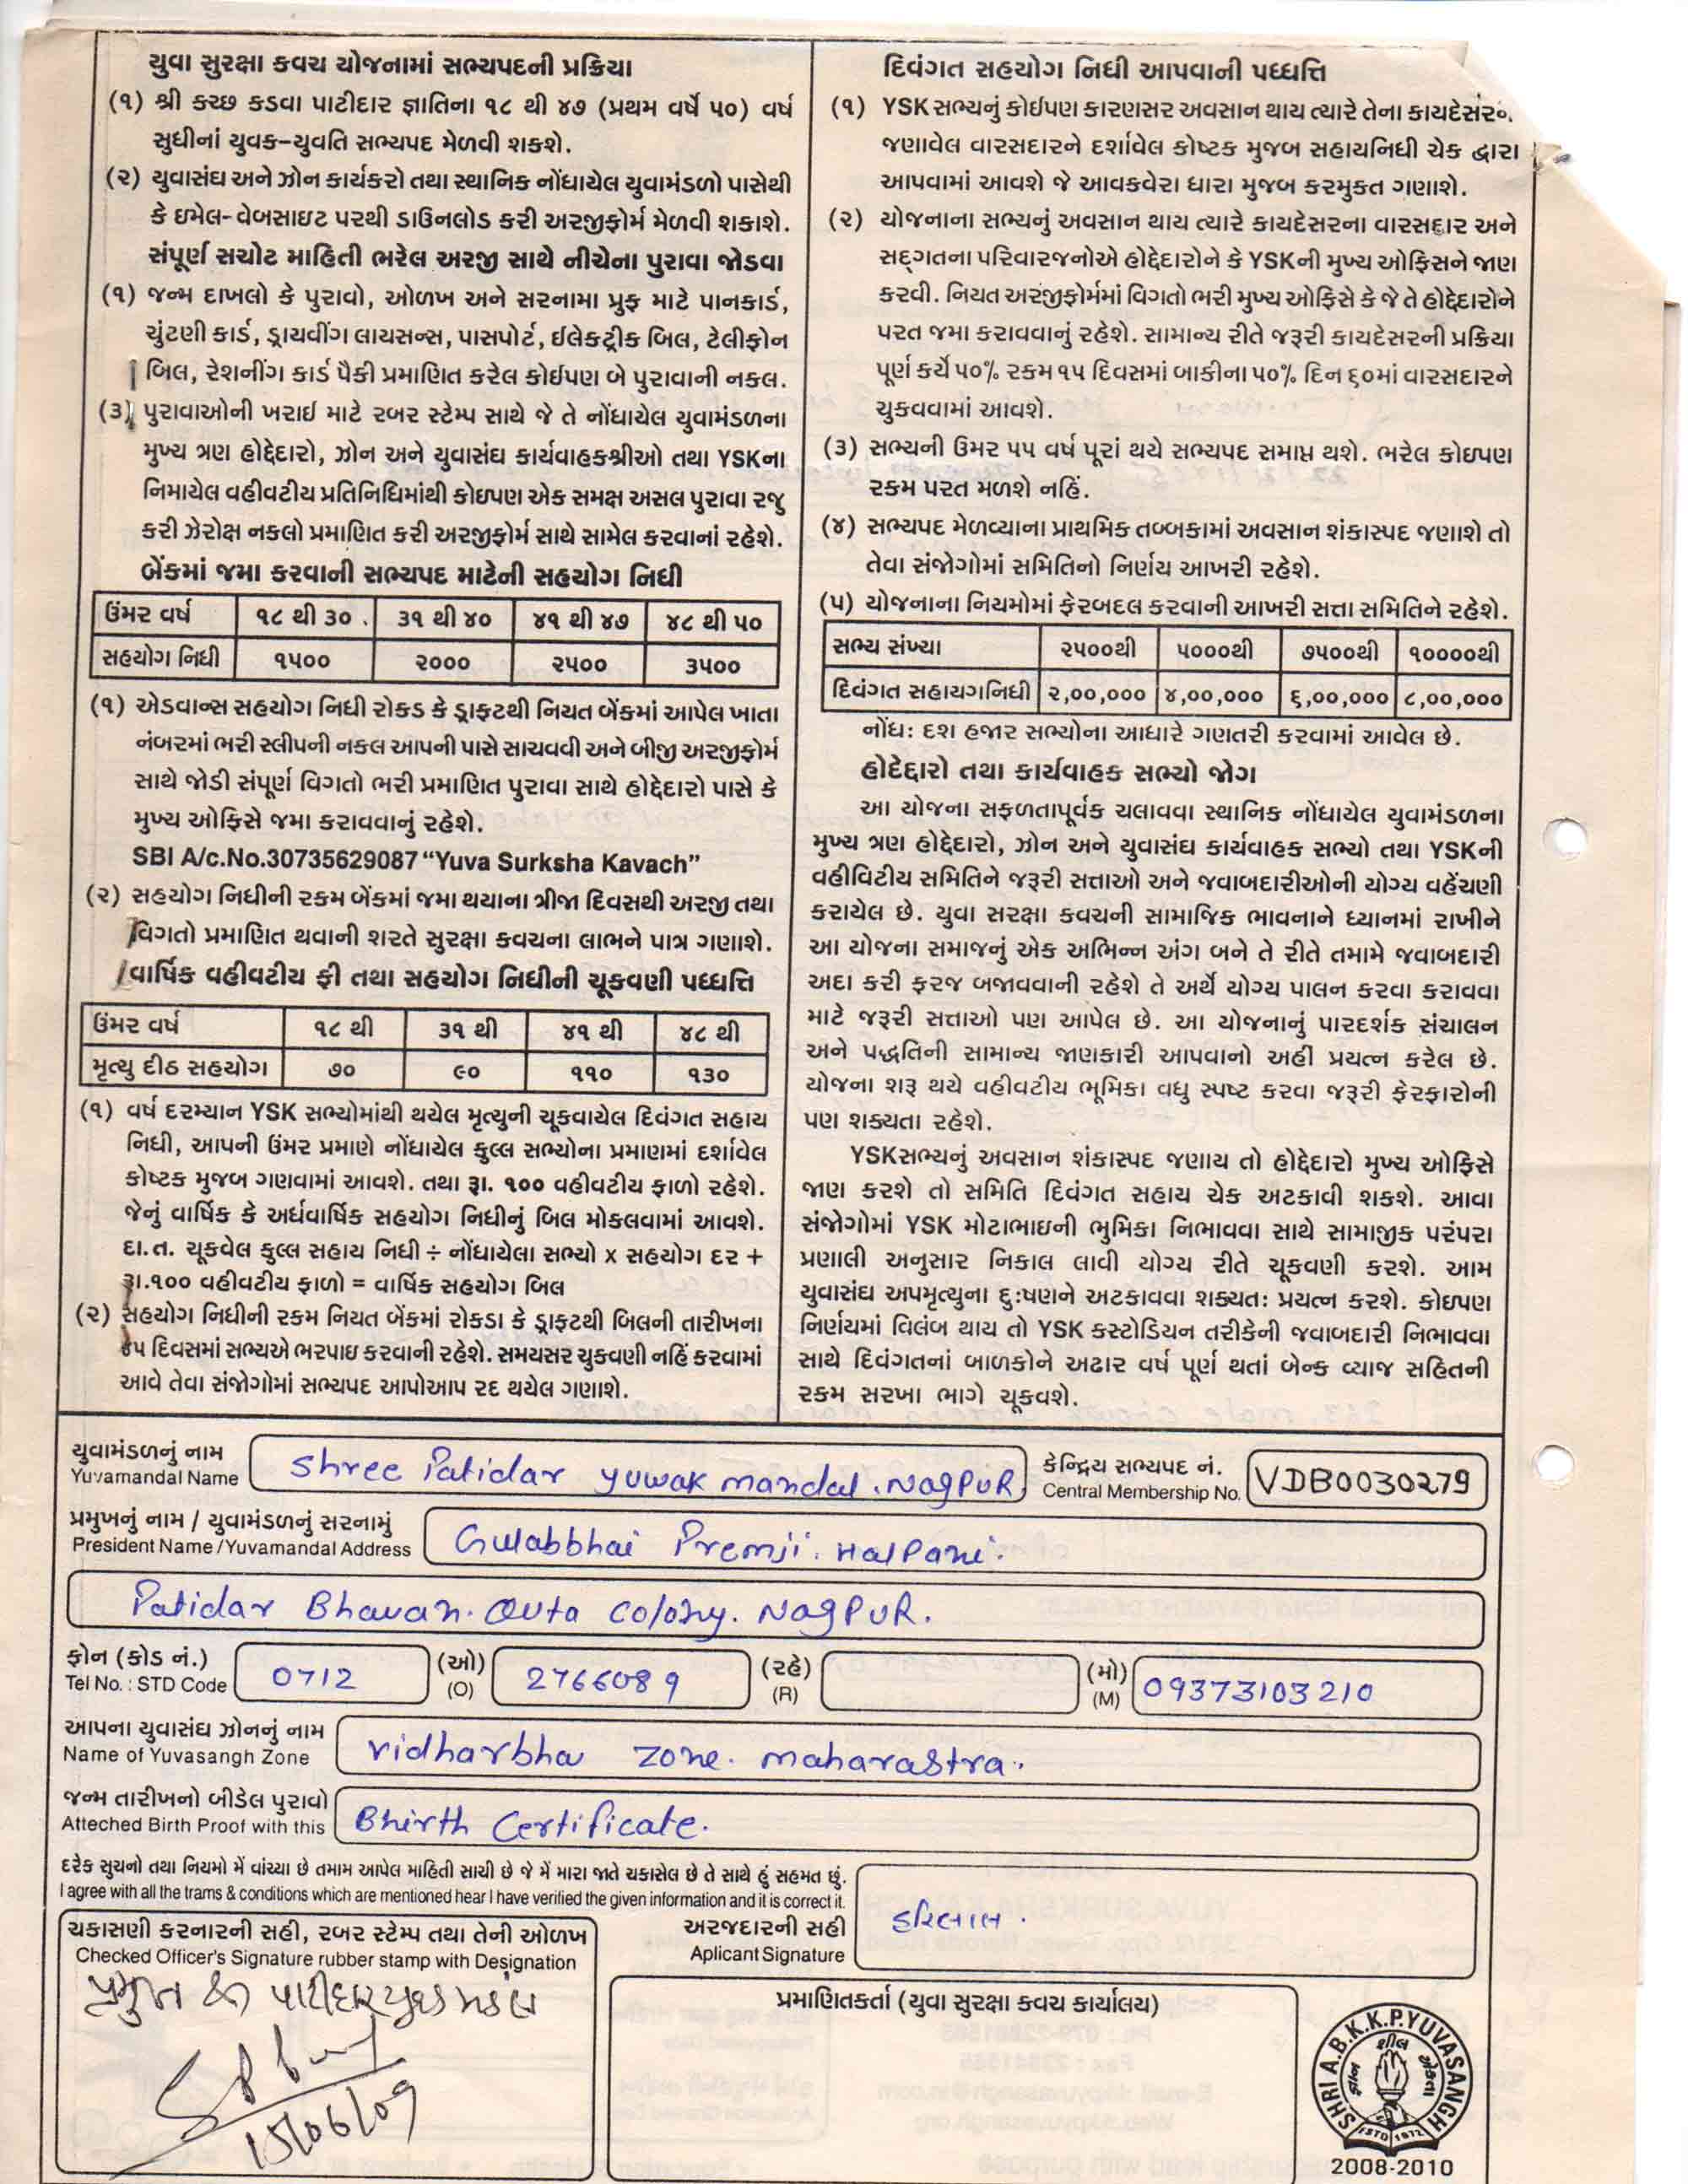 યુવા સુરક્ષા કવચ યોજનામાં સભ્યપદની પ્રક્રિયા
(૧) શ્રી કચ્છ કડવા પાટીદાર જ્ઞાતિના ૧૮ થી ૪૭ (પ્રથમ વર્ષે ૫૦) વર્ષ
સુધીનાં યુવક–યુવતિ સભ્યપદ મેળવી શકશે.
(૨) યુવાસંઘ અને ઝોન કાર્યકરો તથા સ્થાનિક નોંધાયેલ યુવામંડળો પાસેથી
કે ઇમેલ- વેબસાઇટ પરથી ડાઉનલોડ કરી અરજીફોર્મ મેળવી શકાશે.
સંપૂર્ણ સચોટ માહિતી ભરેલ અરજી સાથે નીચેના પુરાવા જોડવા
(૧) જન્મ દાખલો કે પુરાવો, ઓળખ અને સરનામા પ્રુફ માટે પાનકાર્ડ,
ચુંટણી કાર્ડ, ડ્રાયવીંગ લાયસન્સ, પાસપોર્ટ, ઈલેક્ટ્રીક બિલ, ટેલીફોન
બિલ, રેશનીંગ કાર્ડ પૈકી પ્રમાણિત કરેલ કોઈપણ બે પુરાવાની નકલ.
(૩) પુરાવાઓની ખરાઇ માટે રબર સ્ટેમ્પ સાથે જે તે નોંધાયેલ યુવામંડળના
મુખ્ય ત્રણ હોદ્દેદારો, ઝોન અને યુવાસંઘ કાર્યવાહકશ્રીઓ તથા YSKના
નિમાયેલ વહીવટીય પ્રતિનિધિમાંથી કોઇપણ એક સમક્ષ અસલ પુરાવા રજુ
કરી ઝેરોક્ષ નકલો પ્રમાણિત કરી અરજીફોર્મ સાથે સામેલ કરવાનાં રહેશે.
બેંકમાં જમા કરવાની સભ્યપદ માટેની સહયોગ નિધી
ઉંમર વર્ષ ૧૮ થી ૩૦ ૩૧ થી ૪૦ ૪૧ થી ૪૭ ૪૮ થી ૫૦
સહયોગ નિધી ૧૫૦૦ ૨૦૦૦ ૨૫૦૦ ૩૫૦૦
(૧) એડવાન્સ સહયોગ નિધી રોકડ કે ડ્રાફ્ટથી નિયત બેંકમાં આપેલ ખાતા
નંબરમાં ભરી સ્લીપની નકલ આપની પાસે સાચવવી અને બીજી અરજીફોર્મ
સાથે જોડી સંપૂર્ણ વિગતો ભરી પ્રમાણિત પુરાવા સાથે હોદ્દેદારો પાસે કે
મુખ્ય ઓફિસે જમા કરાવવાનું રહેશે.
SBI A/c.No.30735629087 “Yuva Surksha Kavach”
(૨) સહયોગ નિધીની રકમ બેંકમાં જમા થયાના ત્રીજા દિવસથી અરજી તથા
વિગતો પ્રમાણિત થવાની શરતે સુરક્ષા કવચના લાભને પાત્ર ગણાશે.
વાર્ષિક વહીવટીય ફી તથા સહયોગ નિધીની ચૂકવણી પધ્ધત્તિ
ઉંમર વર્ષ ૧૮ થી ૩૧ થી ૪૧ થી ૪૮ થી
મૃત્યુ દીઠ સહયોગ ૭૦ ૯૦ ૧૧૦ ૧૩૦
(૧) વર્ષ દરમ્યાન YSK સભ્યોમાંથી થયેલ મૃત્યુની ચૂકવાયેલ દિવંગત સહાય
નિધી, આપની ઉંમર પ્રમાણે નોંધાયેલ કુલ્લ સભ્યોના પ્રમાણમાં દર્શાવેલ
કોષ્ટક મુજબ ગણવામાં આવશે. તથા રૂા. ૧૦૦ વહીવટીય ફાળો રહેશે.
જેનું વાર્ષિક કે અર્ધવાર્ષિક સહયોગ નિધીનું બિલ મોકલવામાં આવશે.
દા.ત. ચૂકવેલ કુલ્લ સહાય નિધી ÷ નોંધાયેલા સભ્યો x સહયોગ દર +
રૂા.૧૦૦ વહીવટીય ફાળો = વાર્ષિક સહયોગ બિલ
(૨) સહયોગ નિધીની રકમ નિયત બેંકમાં રોકડા કે ડ્રાફ્ટથી બિલની તારીખના
૪૫ દિવસમાં સભ્યએ ભરપાઇ કરવાની રહેશે. સમયસર ચુકવણી નહિં કરવામાં
આવે તેવા સંજોગોમાં સભ્યપદ આપોઆપ રદ થયેલ ગણાશે.
દિવંગત સહયોગ નિધી આપવાની પધ્ધત્તિ
(૧) YSK સભ્યનું કોઈપણ કારણસર અવસાન થાય ત્યારે તેના
જણાવેલ વારસદારને દર્શાવેલ કોષ્ટક મુજબ સહાયનિધી ચેક દ્વારા
આપવામાં આવશે જે આવકવેરા ધારા મુજબ કરમુક્ત ગણાશે.
(૨) યોજનાના સભ્યનું અવસાન થાય ત્યારે કાયદેસરના વારસદાર અને
સદ્ગતના પરિવારજનોએ હોદ્દેદારોને કે YSKની મુખ્ય ઓફિસને જાણ
કરવી. નિયત અરજીફોર્મમાં વિગતો ભરી મુખ્ય ઓફિસે કે જે તે હોદ્દેદારોને
પરત જમા કરાવવાનું રહેશે. સામાન્ય રીતે જરૂરી કાયદેસરની પ્રક્રિયા
પૂર્ણ કર્યે ૫૦% રકમ ૧૫ દિવસમાં બાકીના ૫૦% દિન ૬૦માં વારસદારને
ચુકવવામાં આવશે.
(૩) સભ્યની ઉમર ૫૫ વર્ષ પૂરાં થયે સભ્યપદ સમાપ્ત થશે. ભરેલ કોઇપણ
રકમ પરત મળશે નહિં.
(૪) સભ્યપદ મેળવ્યાના પ્રાથમિક તબ્બકામાં અવસાન શંકાસ્પદ જણાશે તો
તેવા સંજોગોમાં સમિતિનો નિર્ણય આખરી રહેશે.
(૫) યોજનાના નિયમોમાં ફેરબદલ કરવાની આખરી સત્તા સમિતિને રહેશે.
સભ્ય સંખ્યા ૨૫૦૦થી ૫૦૦૦થી ૭૫૦૦થી ૧૦૦૦૦થી
દિવંગત સહાયગનિધી ૨,૦૦,૦૦૦ ૪,૦૦,૦૦૦ ૬,૦૦,૦૦૦ ૮,૦૦,૦૦૦
નોંધ: દશ હજાર સભ્યોના આધારે ગણતરી કરવામાં આવેલ છે.
હોદેદ્દારો તથા કાર્યવાહક સભ્યો જોગ
આ યોજના સફળતાપૂર્વક ચલાવવા સ્થાનિક નોંધાયેલ યુવામંડળના
મુખ્ય ત્રણ હોદ્દેદારો, ઝોન અને યુવાસંઘ કાર્યવાહક સભ્યો તથા YSKની
વહીવિટીય સમિતિને જરૂરી સત્તાઓ અને જવાબદારીઓની યોગ્ય વહેંચણી
કરાયેલ છે. યુવા સરક્ષા કવચની સામાજિક ભાવનાને ધ્યાનમાં રાખીને
આ યોજના સમાજનું એક અભિન્ન અંગ બને તે રીતે તમામે જવાબદારી
અદા કરી ફરજ બજાવવાની રહેશે તે અર્થે યોગ્ય પાલન કરવા કરાવવા
માટે જરૂરી સત્તાઓ પણ આપેલ છે. આ યોજનાનું પારદર્શક સંચાલન
અને પદ્ધતિની સામાન્ય જાણકારી આપવાનો અહીં પ્રયત્ન કરેલ છે.
યોજના શરૂ થયે વહીવટીય ભૂમિકા વધુ સ્પષ્ટ કરવા જરૂરી ફેરફારોની
પણ શક્યતા રહેશે.
YSKસભ્યનું અવસાન શંકાસ્પદ જણાય તો હોદ્દેદારો મુખ્ય ઓફિસે
જાણ કરશે તો સમિતિ દિવંગત સહાય ચેક અટકાવી શકશે. આવા
સંજોગોમાં YSK મોટાભાઇની ભુમિકા નિભાવવા સાથે સામાજીક પરંપરા
પ્રણાલી અનુસાર નિકાલ લાવી યોગ્ય રીતે ચૂકવણી કરશે. આમ
યુવાસંઘ અપમૃત્યુના દુઃષણને અટકાવવા શક્યતઃ પ્રયત્ન કરશે. કોઇપણ
નિર્ણયમાં વિલંબ થાય તો YSK કસ્ટોડિયન તરીકેની જવાબદારી નિભાવવા
સાથે દિવંગતનાં બાળકોને અઢાર વર્ષ પૂર્ણ થતાં બેન્ક વ્યાજ સહિતની
રકમ સરખા ભાગે ચૂકવશે.
યુવામંડળનું નામ
Yuvamandal Name
Shree Patidar yuwak mandal . NAGPUR
કેન્દ્રિય સભ્યપદ નં.
Central Membership No.
VDB0030279
પ્રમુખનું નામ / યુવામંડળનું સરનામું
President Name /Yuvamandal Address
Gulabbhai Premji. Halpani.
Patidar Bhavan. Quta colony. NAGPUR.
ફોન (કોડ નં.)
Tel No. : STD Code
0712
(ઓ)
(O)
2766089
(રહે)
(R)
(મો)
(M)
09373103210
આપના યુવાસંઘ ઝોનનું નામ
Name of Yuvasangh Zone
vidharbha zone. maharastra.
જન્મ તારીખનો બીડેલ પુરાવો
Atteched Birth Proof with this
Bhirth Certificate.
દરેક સુચનો તથા નિયમો મેં વાંચ્યા છે તમામ આપેલ માહિતી સાચી છે જે મેં મારા જાતે ચકાસેલ છે તે સાથે હું સહમત છું.
I agree with all the trams & conditions which are mentioned hear I have verified the given information and it is correct it.
અરજદારની સહી
Aplicant Signature
હરિલાલ .
ચકાસણી કરનારની સહી, રબર સ્ટેમ્પ તથા તેની ઓળખ
Checked Officer's Signature rubber stamp with Designation
પ્રમુખ શ્રી પાટીદાર યુવક મંડલ
15/06/09
પ્રમાણિતકર્તા (યુવા સુરક્ષા કવચ કાર્યાલય)
SHRI A.B.K.K.P.YUVASANGH
શીલ
ESTD 1972
2008-2010